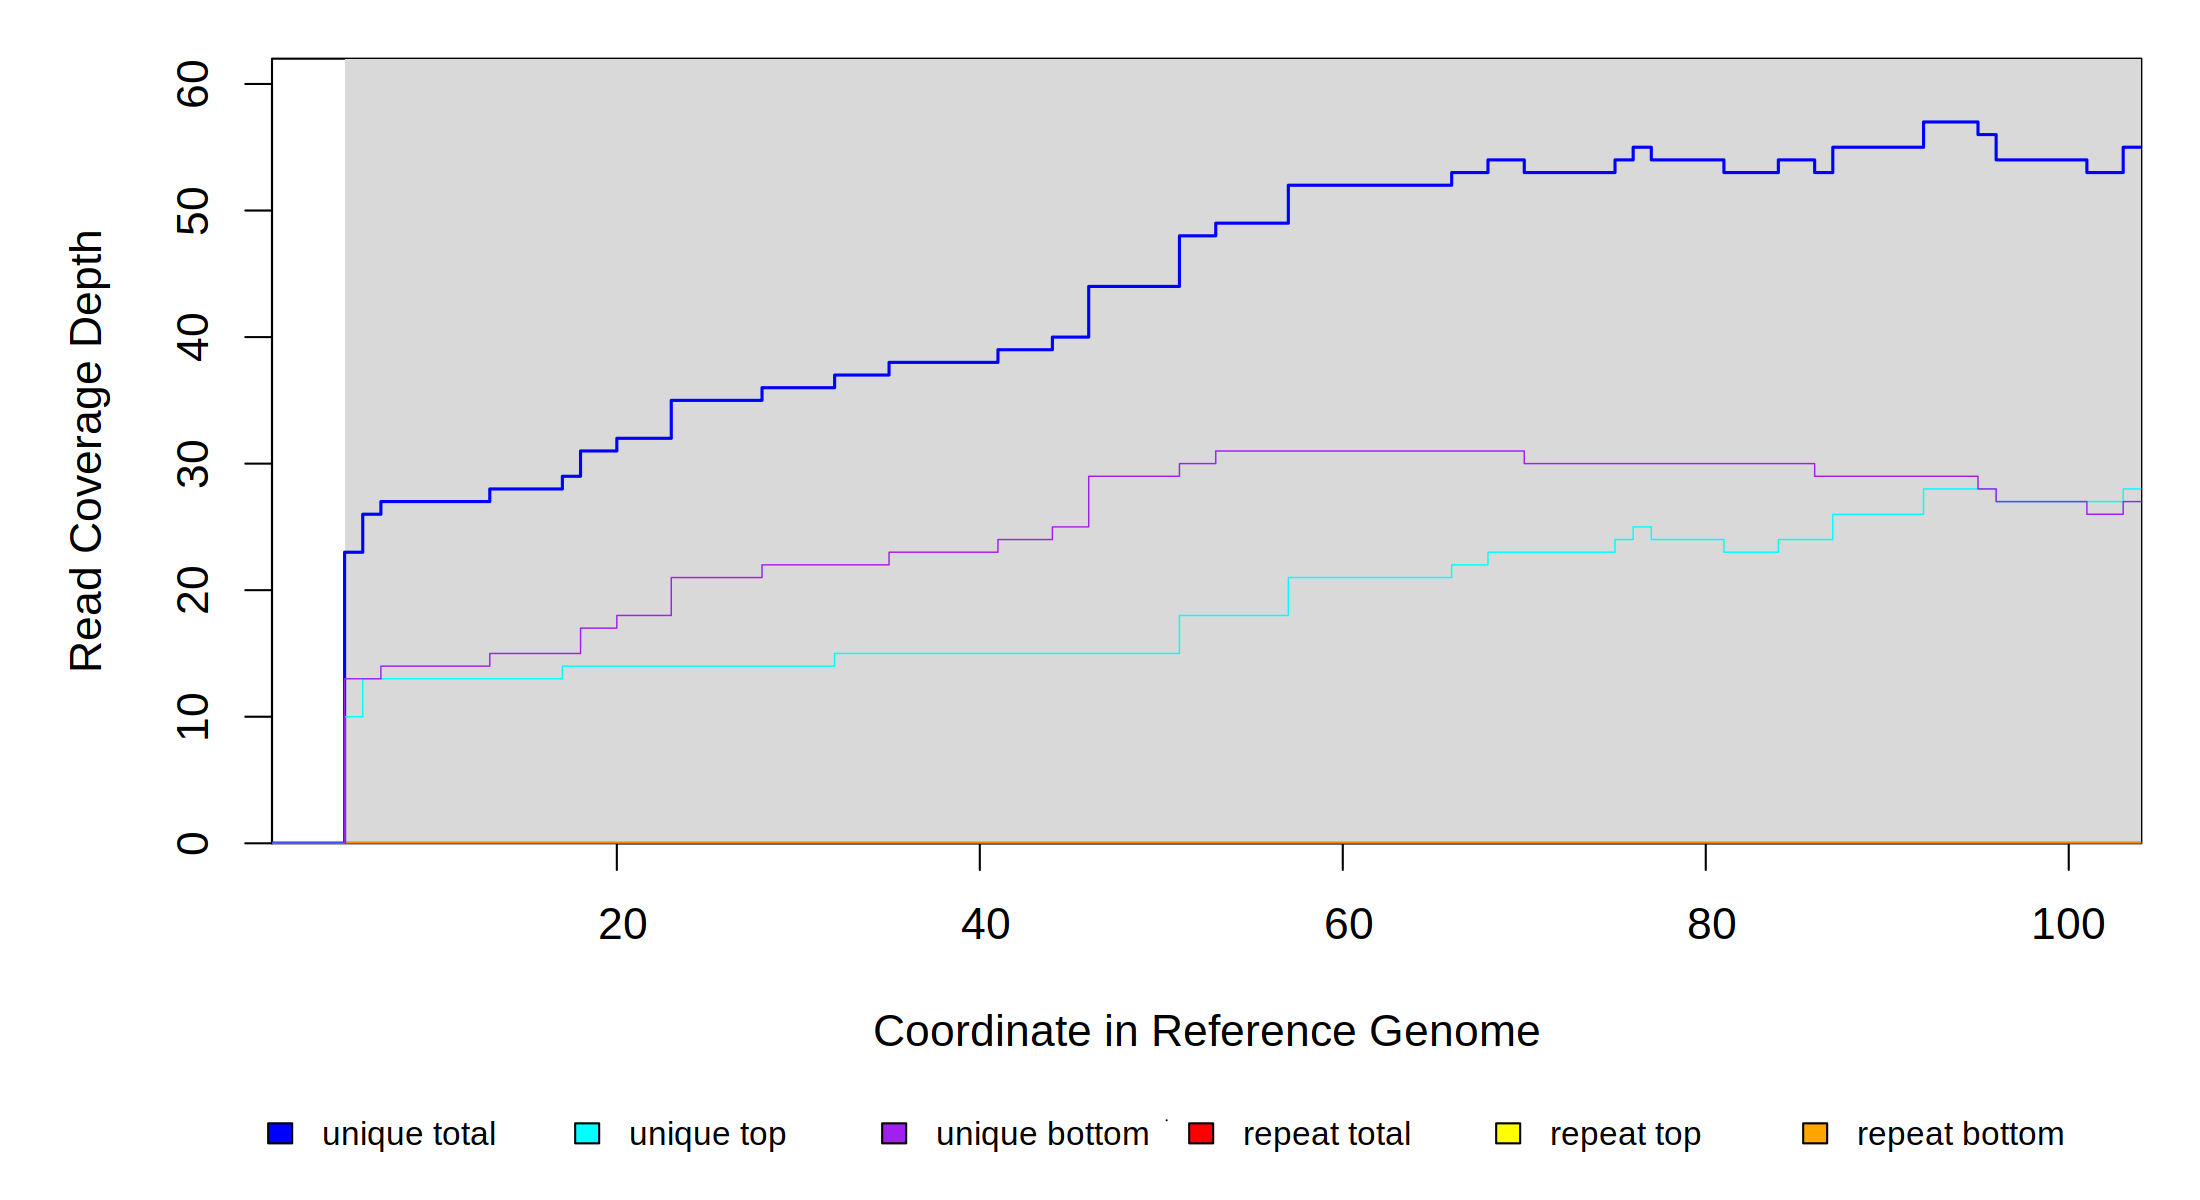 Read Coverage Depth
60
50
40
30
20
10
0
20 40 60 80 100
Coordinate in Reference Genome
unique total unique top unique bottom repeat total repeat top repeat bottom